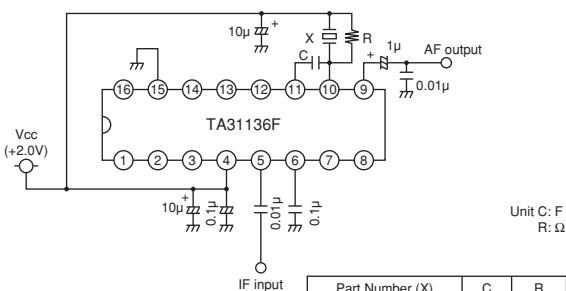 10μ + X R 1μ
C + AF output
0.01μ
16 15 14 13 12 11 10 9
TA31136F
Vcc
(+2.0V)
1 2 3 4 5 6 7 8
10μ + 0.1μ 0.01μ 0.1μ
Unit C: F
R: Ω
IF input
Part Number (X) C R